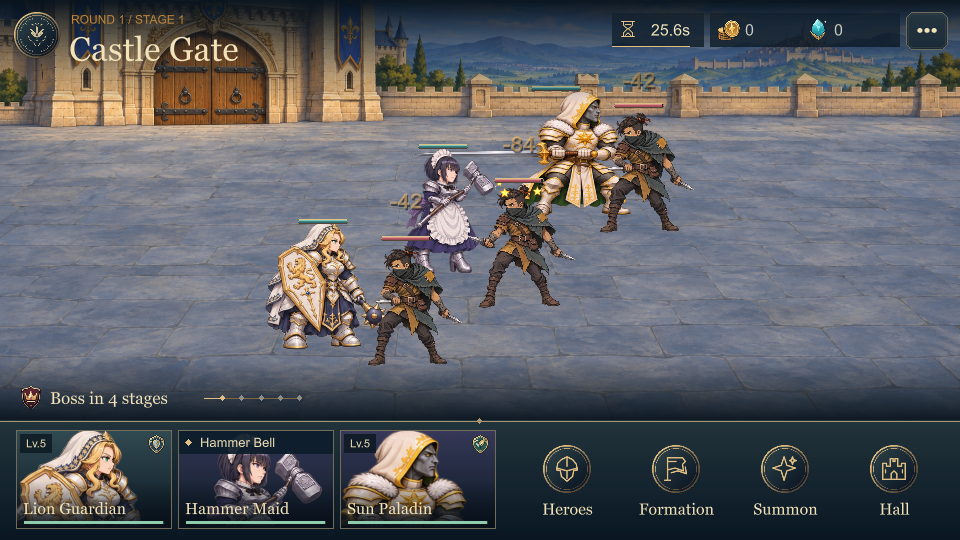 ROUND 1 / STAGE 1
Castle Gate
25.6s
0
0
-42
-84
-42
Boss in 4 stages
Lv.5
Lion Guardian
Hammer Bell
Hammer Maid
Lv.5
Sun Paladin
Heroes
Formation
Summon
Hall